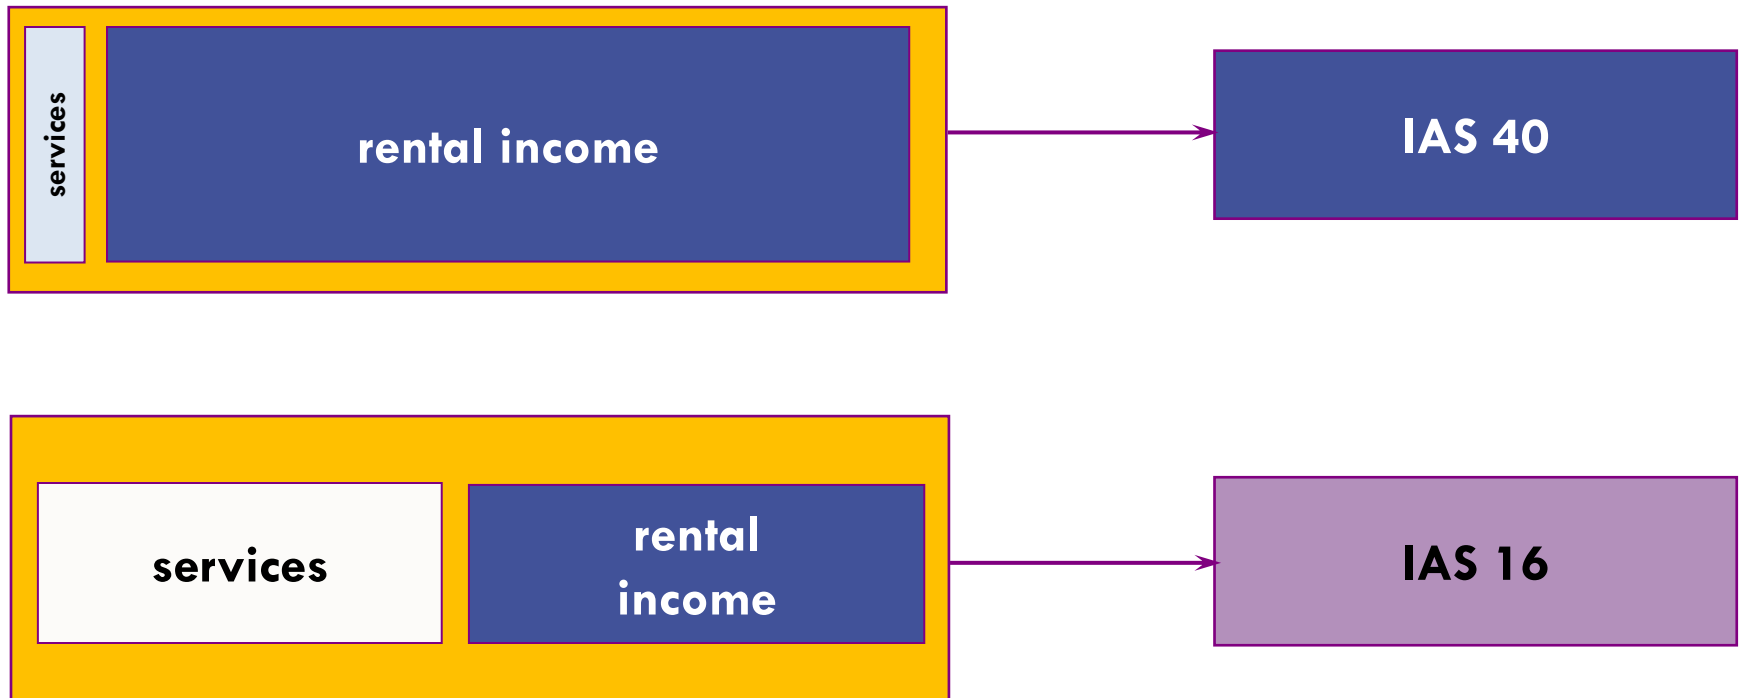 services
rental income
IAS 40
services
rental
income
IAS 16